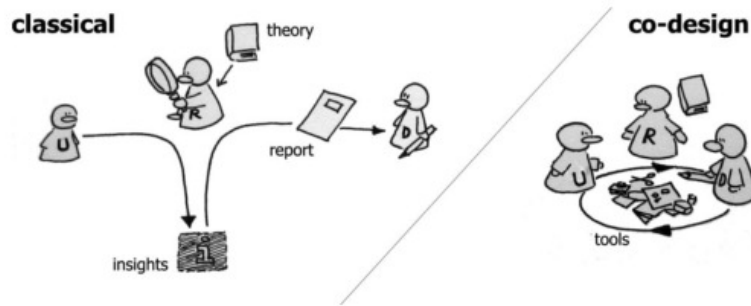 classical
theory
R
U
D
report
i
insights
co-design
R
U
D
tools